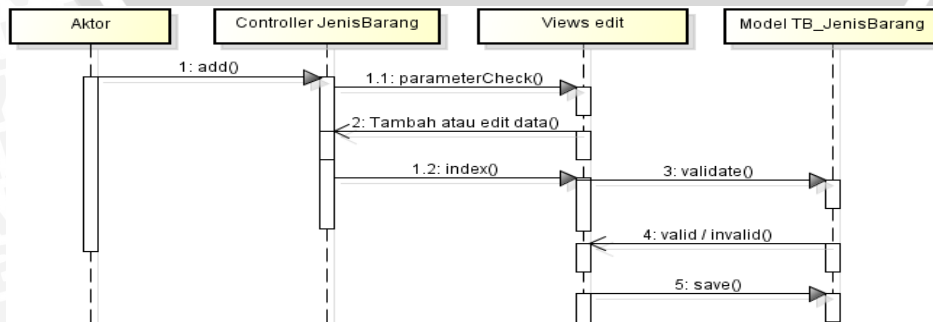 Aktor
Controller JenisBarang
Views edit
Model TB_JenisBarang
1: add()
1.1: parameterCheck()
2: Tambah atau edit data()
1.2: index()
3: validate()
4: valid / invalid()
5: save()